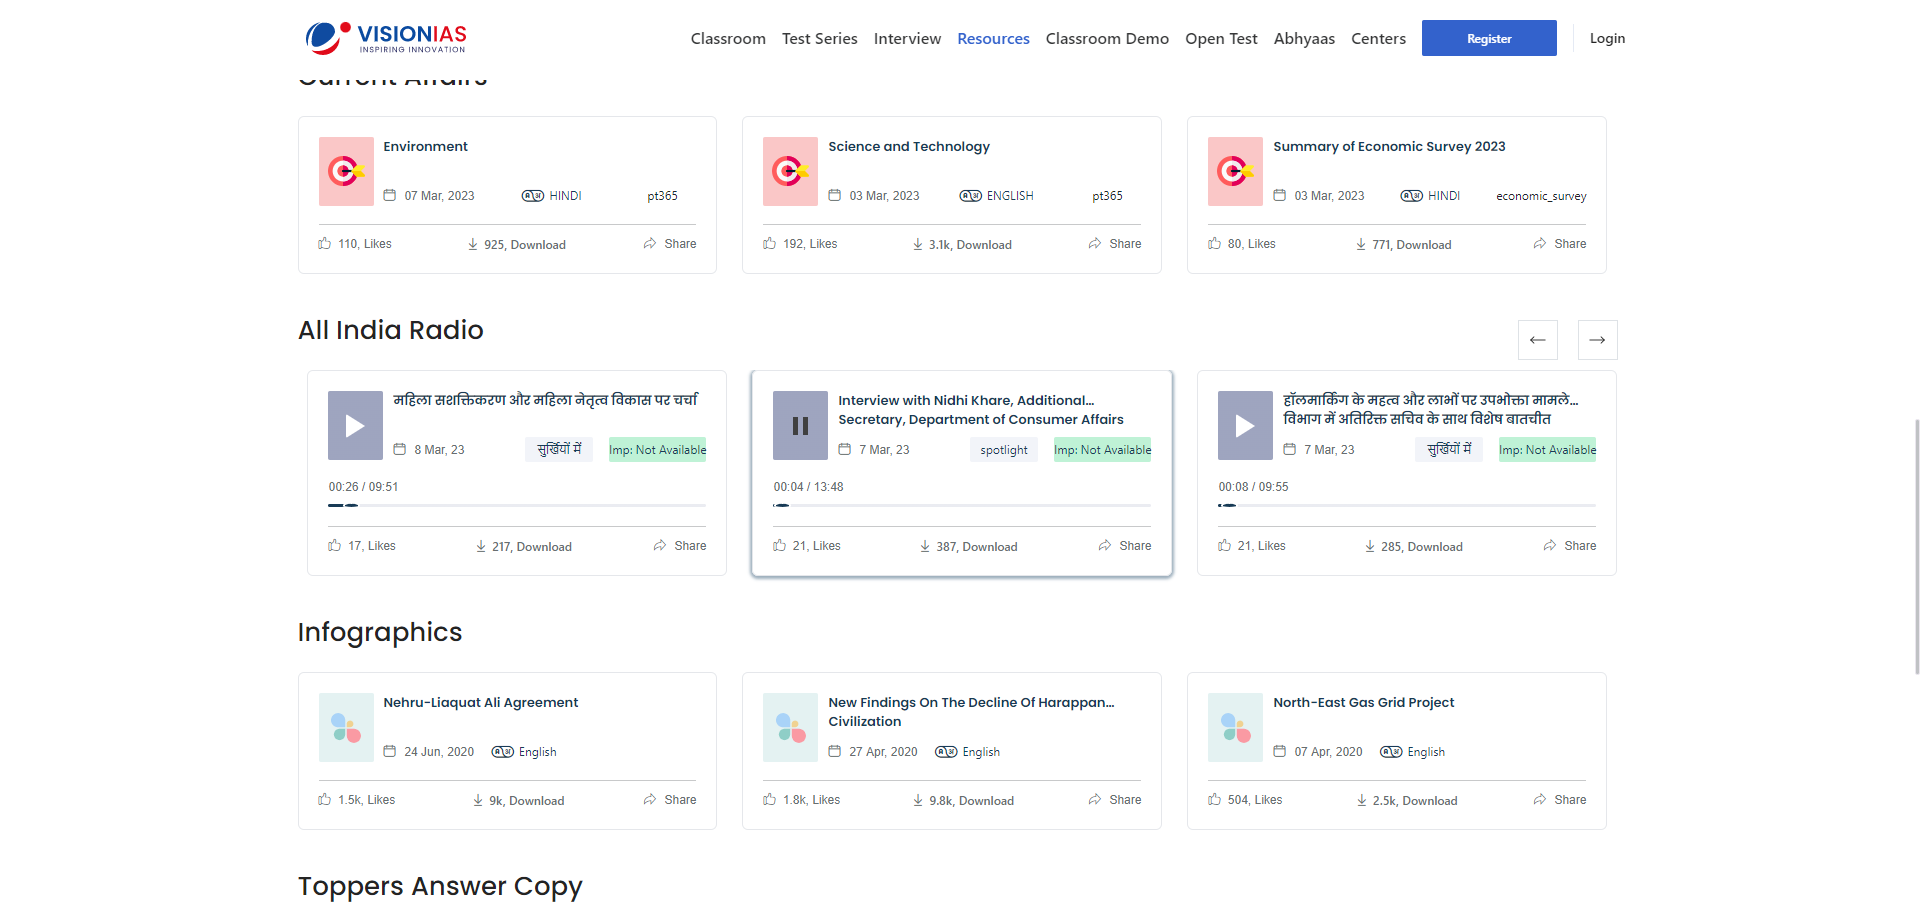 VISIONIAS
INSPIRING INNOVATION
Classroom Test Series Interview Resources Classroom Demo Open Test Abhyaas Centers Register Login
Current Affairs
Environment
07 Mar, 2023 HINDI pt365
110, Likes 925, Download Share
Science and Technology
03 Mar, 2023 ENGLISH pt365
192, Likes 3.1k, Download Share
Summary of Economic Survey 2023
03 Mar, 2023 HINDI economic_survey
80, Likes 771, Download Share
All India Radio
महिला सशक्तिकरण और महिला नेतृत्व विकास पर चर्चा
8 Mar, 23 सुर्खियों में Imp: Not Available
00:26 / 09:51
17, Likes 217, Download Share
Interview with Nidhi Khare, Additional...
Secretary, Department of Consumer Affairs
7 Mar, 23 spotlight Imp: Not Available
00:04 / 13:48
21, Likes 387, Download Share
हॉलमार्किंग के महत्व और लाभों पर उपभोक्ता मामले...
विभाग में अतिरिक्त सचिव के साथ विशेष बातचीत
7 Mar, 23 सुर्खियों में Imp: Not Available
00:08 / 09:55
21, Likes 285, Download Share
Infographics
Nehru-Liaquat Ali Agreement
24 Jun, 2020 English
1.5k, Likes 9k, Download Share
New Findings On The Decline Of Harappan...
Civilization
27 Apr, 2020 English
1.8k, Likes 9.8k, Download Share
North-East Gas Grid Project
07 Apr, 2020 English
504, Likes 2.5k, Download Share
Toppers Answer Copy